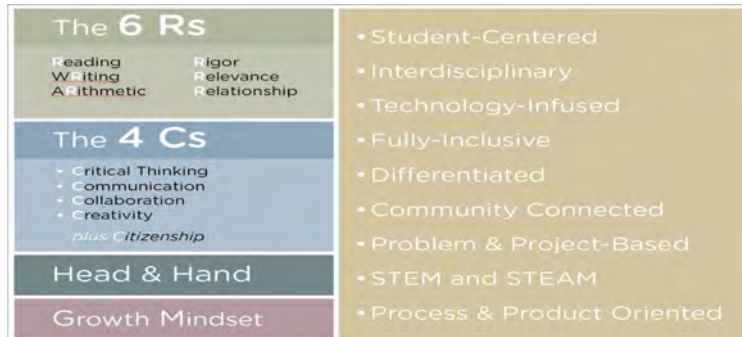 The 6 Rs
Reading Rigor
WRiting Relevance
ARithmetic Relationship
The 4 Cs
• Critical Thinking
• Communication
• Collaboration
• Creativity
plus Citizenship
Head & Hand
Growth Mindset
• Student-Centered
• Interdisciplinary
• Technology-Infused
• Fully-Inclusive
• Differentiated
• Community Connected
• Problem & Project-Based
• STEM and STEAM
• Process & Product Oriented